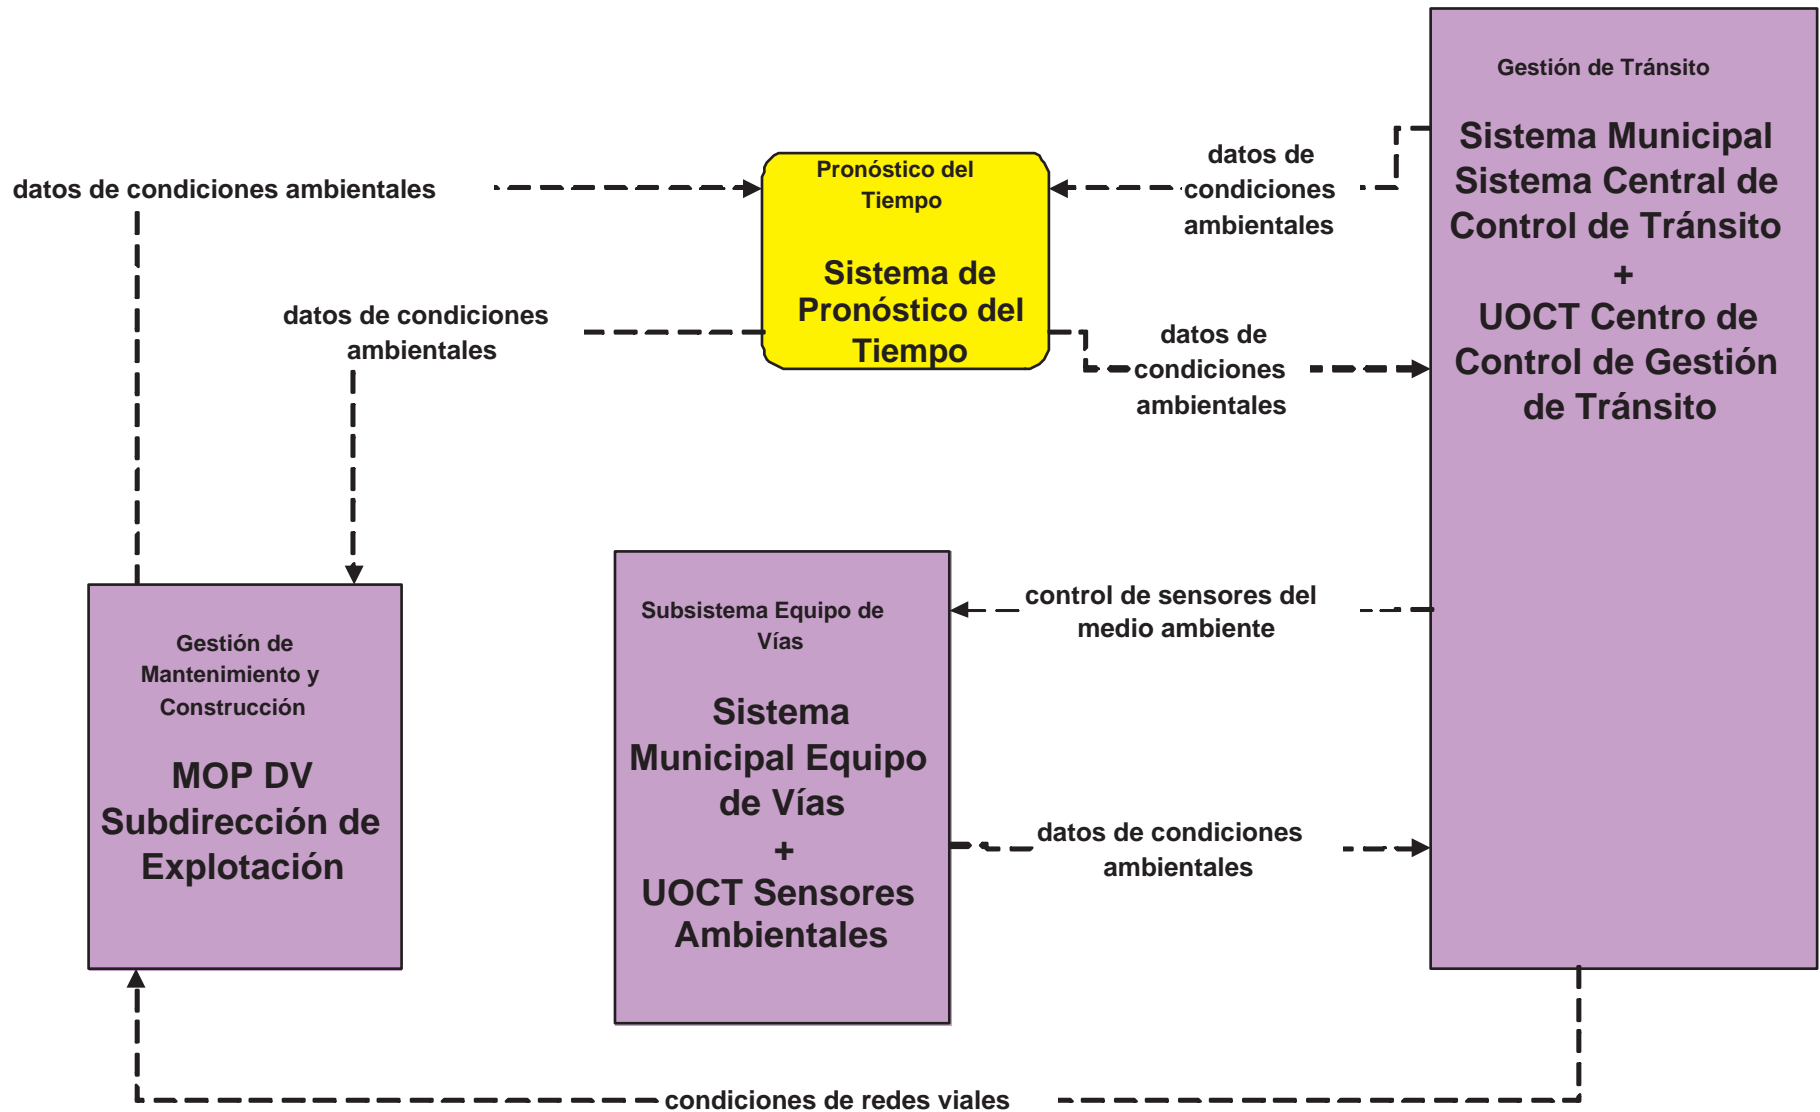 Gestión de Tránsito
Sistema Municipal
Sistema Central de
Control de Tránsito
+
UOCT Centro de
Control de Gestión
de Tránsito
datos de
condiciones
ambientales
Pronóstico del
Tiempo
Sistema de
Pronóstico del
Tiempo
datos de condiciones ambientales
datos de condiciones
ambientales
datos de
condiciones
ambientales
control de sensores del
medio ambiente
Subsistema Equipo de
Vías
Sistema
Municipal Equipo
de Vías
+
UOCT Sensores
Ambientales
Gestión de
Mantenimiento y
Construcción
MOP DV
Subdirección de
Explotación
datos de condiciones
ambientales
condiciones de redes viales